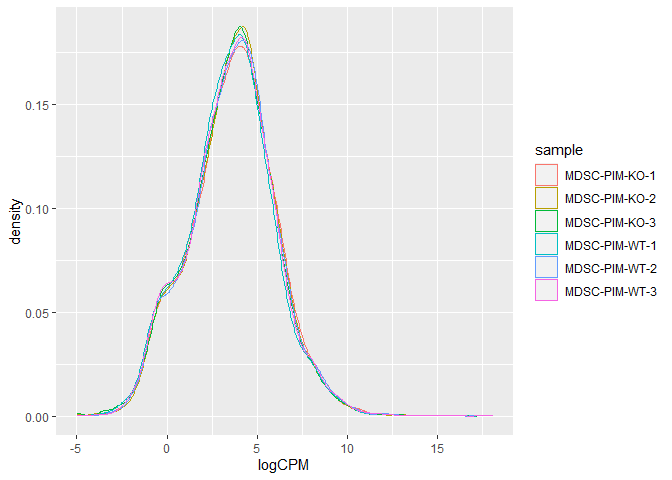 density
0.15
0.10
0.05
0.00
-5 0 5 10 15
logCPM
sample
MDSC-PIM-KO-1
MDSC-PIM-KO-2
MDSC-PIM-KO-3
MDSC-PIM-WT-1
MDSC-PIM-WT-2
MDSC-PIM-WT-3